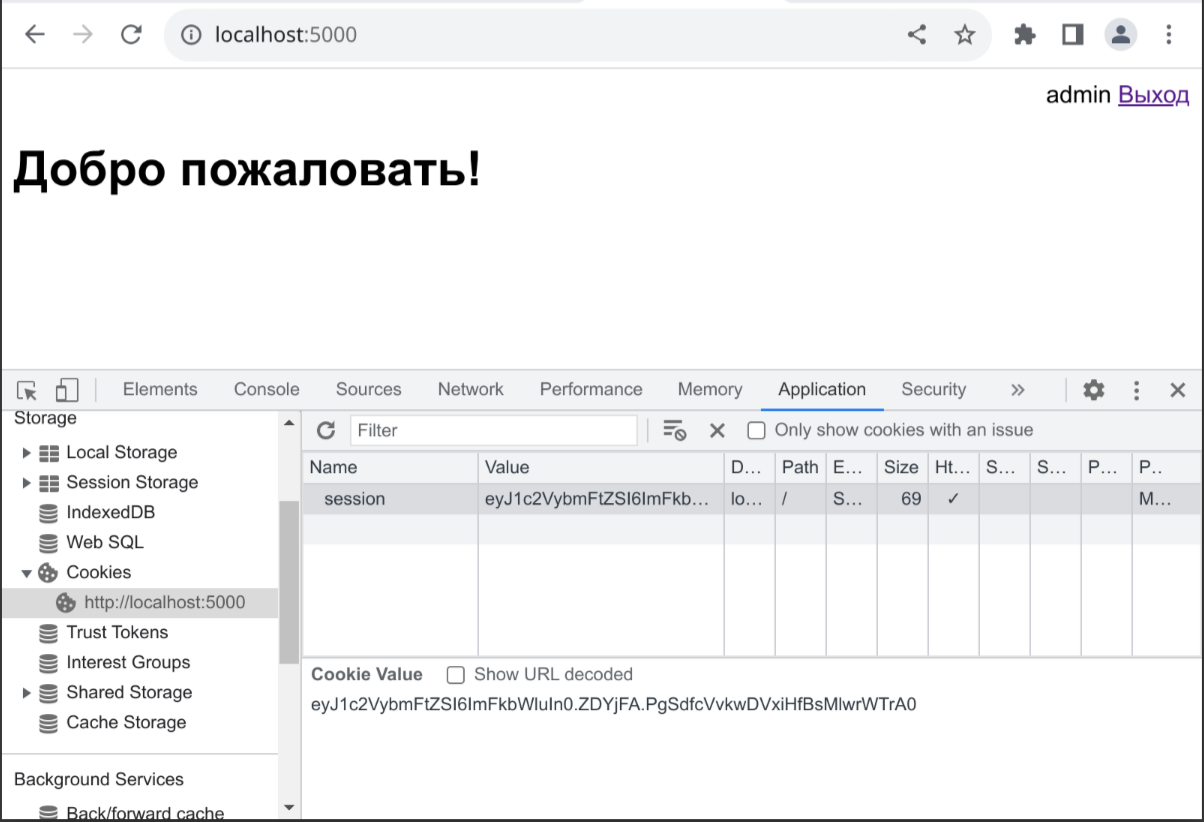 localhost:5000
admin Выход
Добро пожаловать!
Elements Console Sources Network Performance Memory Application Security »
Storage
Local Storage
Session Storage
IndexedDB
Web SQL
Cookies
http://localhost:5000
Trust Tokens
Interest Groups
Shared Storage
Cache Storage
Background Services
Back/forward cache
Filter
Only show cookies with an issue
Name Value D... Path E... Size Ht... S... S... P... P..
session eyJ1c2VybmFtZSI6ImFkb... lo... / S... 69 ✓ M...
Cookie Value Show URL decoded
eyJ1c2VybmFtZSI6ImFkbWluIn0.ZDYjFA.PgSdfcVvkwDVxiHfBsMlwrWTrA0